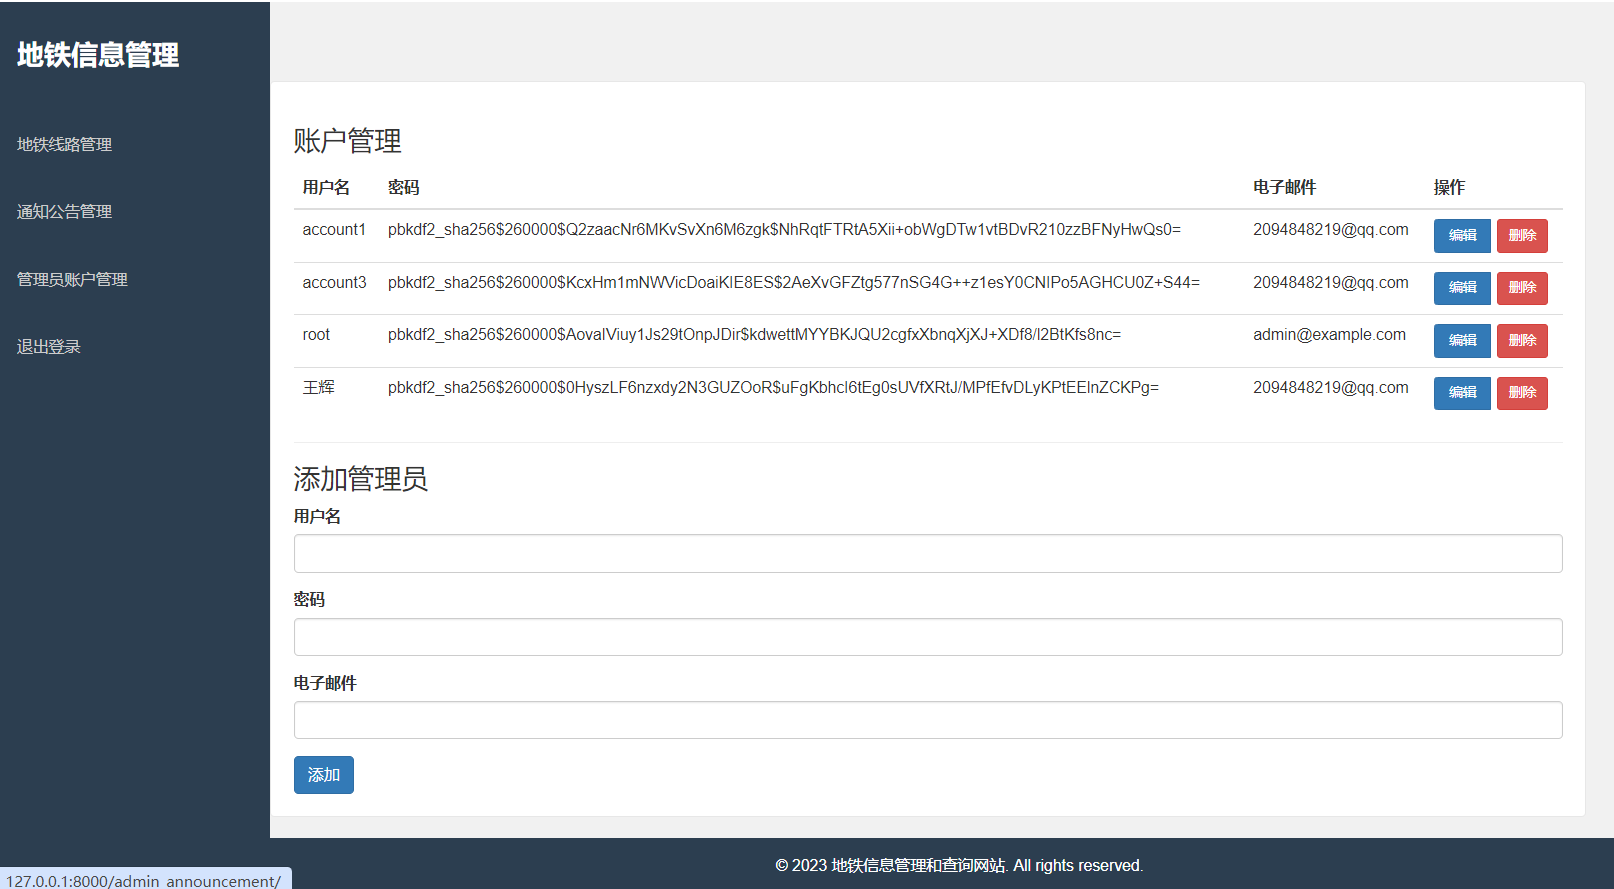 地铁信息管理
地铁线路管理
通知公告管理
管理员账户管理
退出登录
账户管理
用户名 密码 电子邮件 操作
account1 pbkdf2_sha256$260000$Q2zaacNr6MKvSvXn6M6zgk$NhRqtFTRtA5Xii+obWgDTw1vtBDvR210zzBFNyHwQs0= 2094848219@qq.com 编辑 删除
account3 pbkdf2_sha256$260000$KcxHm1mNWVicDoaiKIE8ES$2AeXvGFZtg577nSG4G++z1esY0CNIPo5AGHCU0Z+S44= 2094848219@qq.com 编辑 删除
root pbkdf2_sha256$260000$AovaIViuy1Js29tOnpJDir$kdwettMYYBKJQU2cgfxXbnqXjXJ+XDf8/l2BtKfs8nc= admin@example.com 编辑 删除
王辉 pbkdf2_sha256$260000$0HyszLF6nzxdy2N3GUZOoR$uFgKbhcl6tEg0sUVfXRtJ/MPfEfvDLyKPtEElnZCKPg= 2094848219@qq.com 编辑 删除
添加管理员
用户名
密码
电子邮件
添加
© 2023 地铁信息管理和查询网站. All rights reserved.
127.0.0.1:8000/admin_announcement/